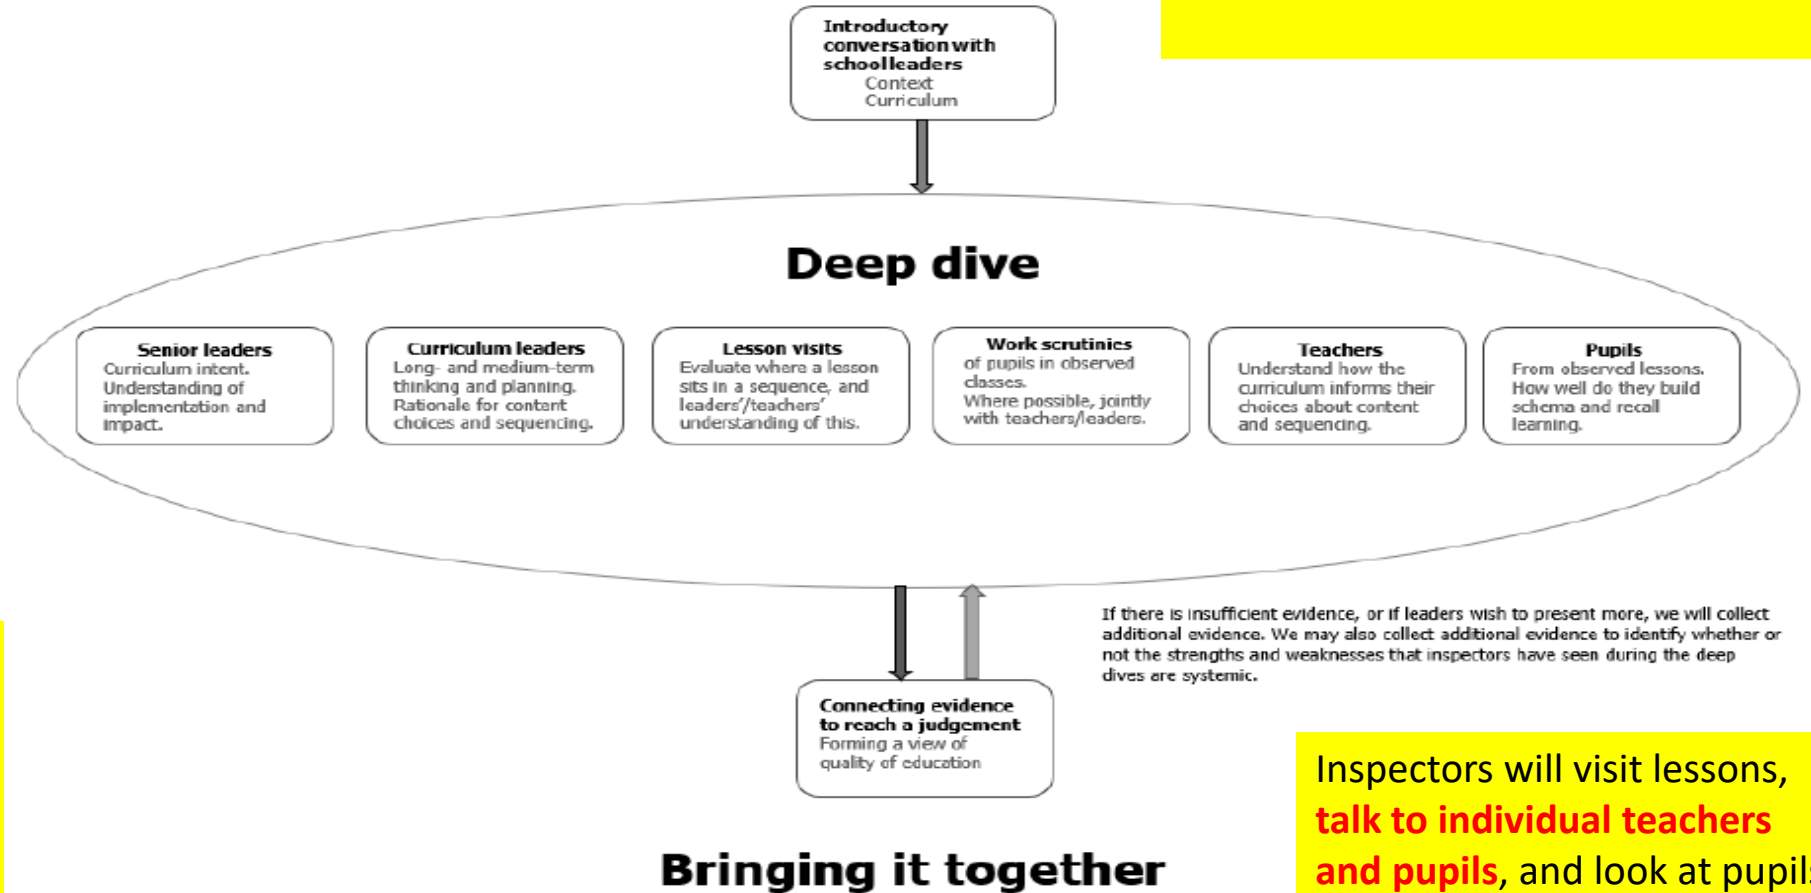 Introductory
conversation with
school leaders
Context
Curriculum
Deep dive
Senior leaders
Curriculum intent.
Understanding of
implementation and
impact.
Curriculum leaders
Long- and medium-term
thinking and planning.
Rationale for content
choices and sequencing.
Lesson visits
Evaluate where a lesson
sits in a sequence, and
leaders'/teachers'
understanding of this.
Work scrutinies
of pupils in observed
classes.
Where possible, jointly
with teachers/leaders.
Teachers
Understand how the
curriculum informs their
choices about content
and sequencing.
Pupils
From observed lessons.
How well do they build
schema and recall
learning.
If there is insufficient evidence, or if leaders wish to present more, we will collect
additional evidence. We may also collect additional evidence to identify whether or
not the strengths and weaknesses that inspectors have seen during the deep
dives are systemic.
Connecting evidence
to reach a judgement
Forming a view of
quality of education
Inspectors will visit lessons,
talk to individual teachers
and pupils, and look at pupils
Bringing it together